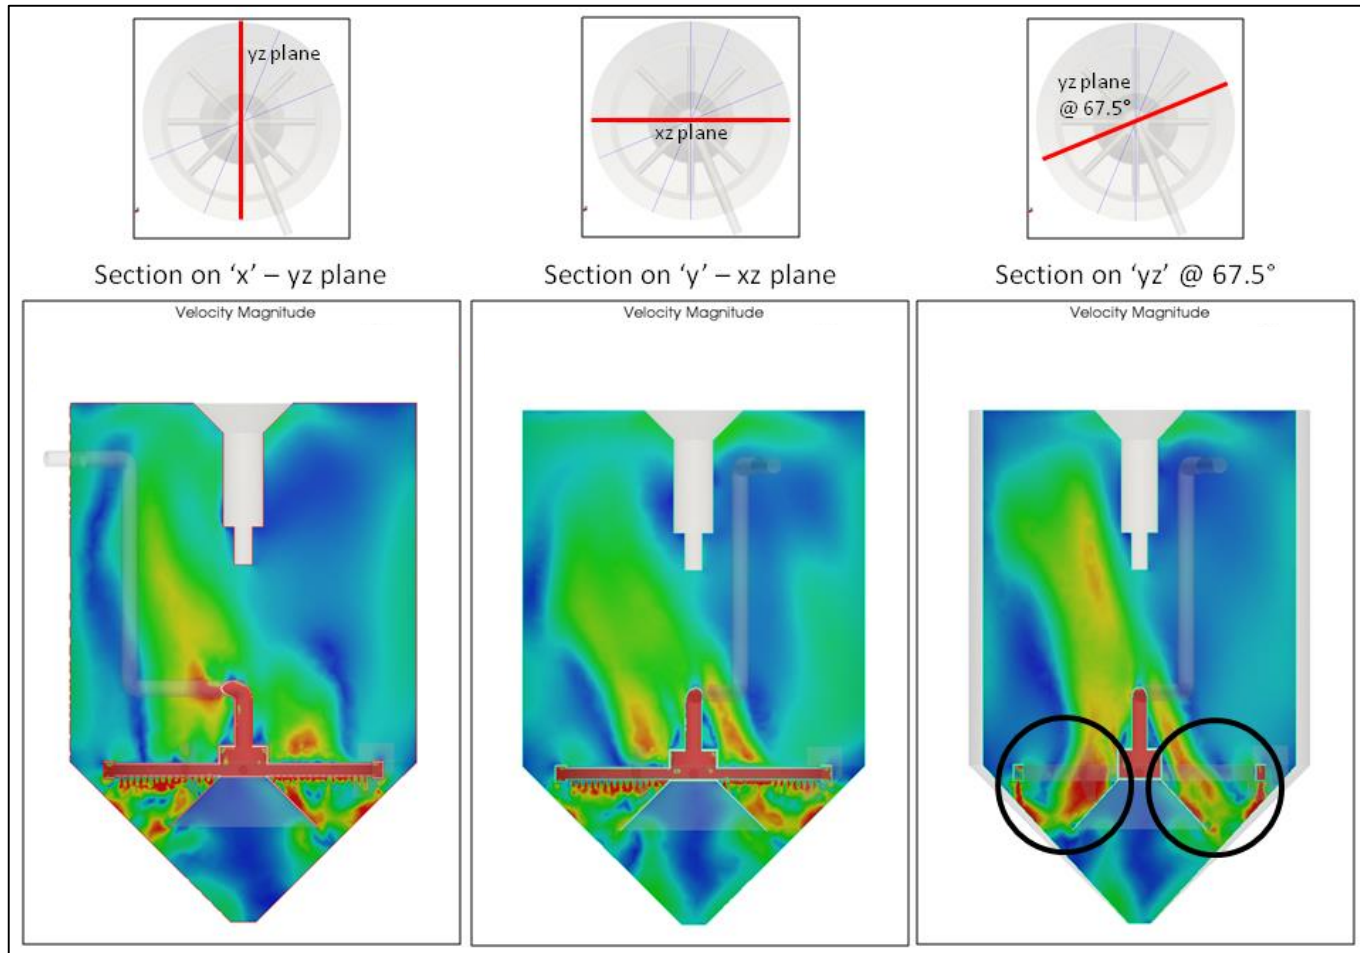 yz plane
xz plane
yz plane
@ 67.5°
Section on ‘x’ – yz plane
Section on ‘y’ – xz plane
Section on ‘yz’ @ 67.5°
Velocity Magnitude
Velocity Magnitude
Velocity Magnitude